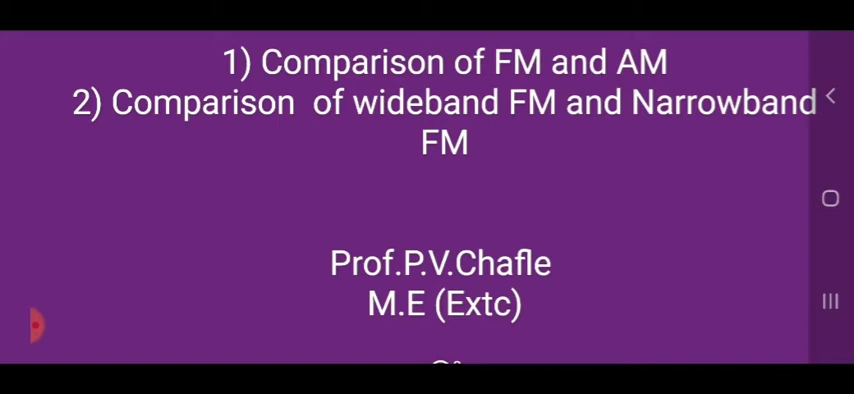 1) Comparison of FM and AM
2) Comparison of wideband FM and Narrowband
FM
Prof.P.V.Chafle
M.E (Extc)